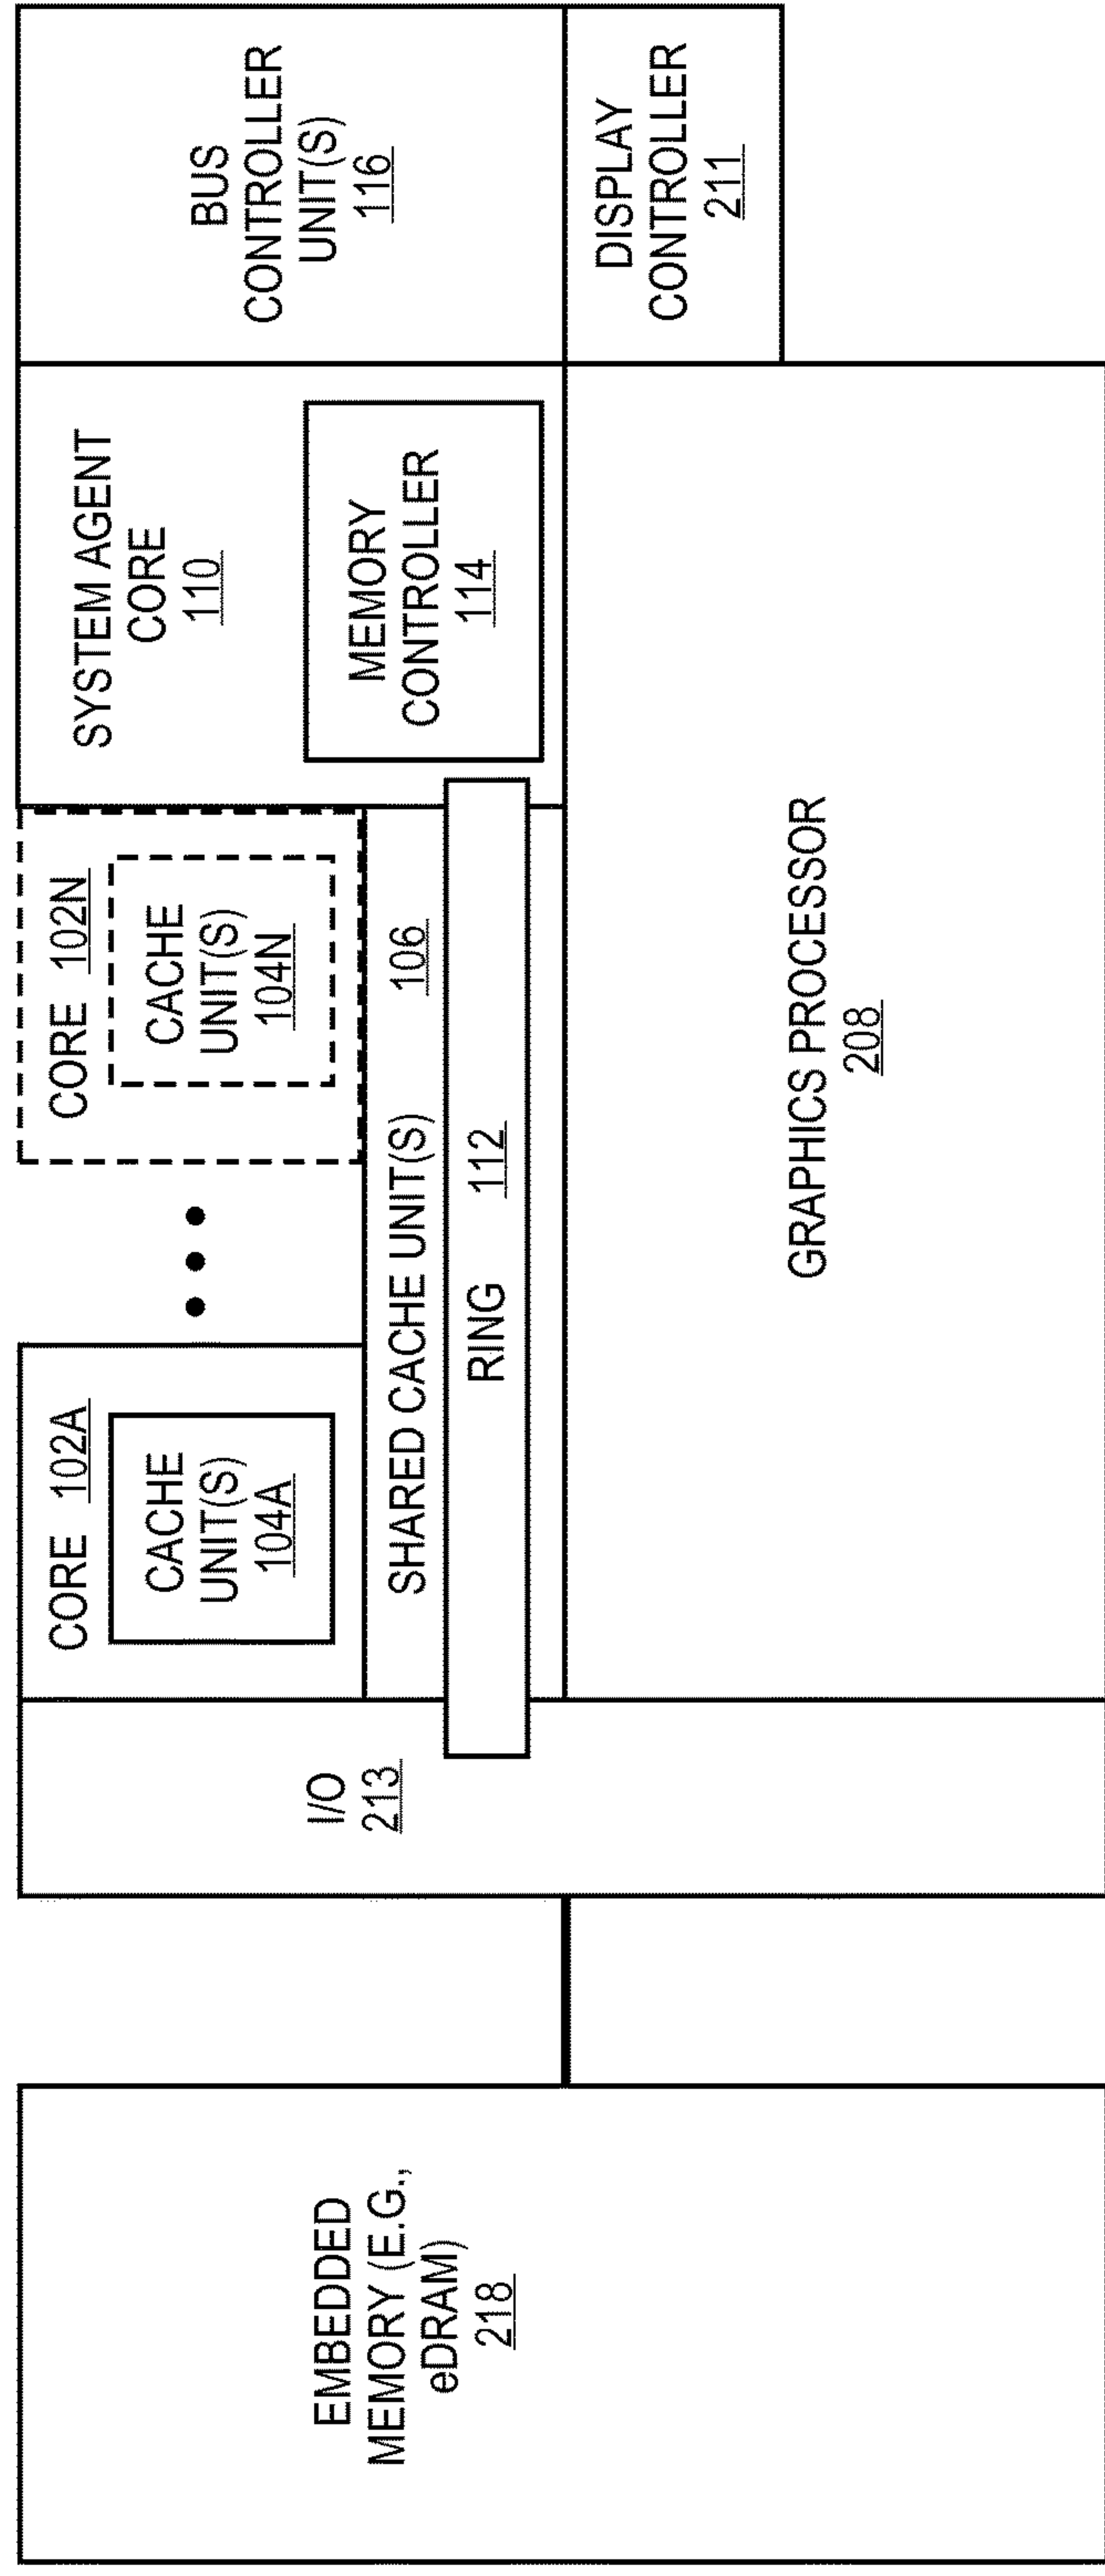 EMBEDDED
MEMORY (E.G.,
eDRAM)
218
I/O
213
CORE 102A
CACHE
UNIT(S)
104A
CORE 102N
CACHE
UNIT(S)
104N
SHARED CACHE UNIT(S) 106
RING 112
SYSTEM AGENT
CORE
110
MEMORY
CONTROLLER
114
BUS
CONTROLLER
UNIT(S)
116
DISPLAY
CONTROLLER
211
GRAPHICS PROCESSOR
208